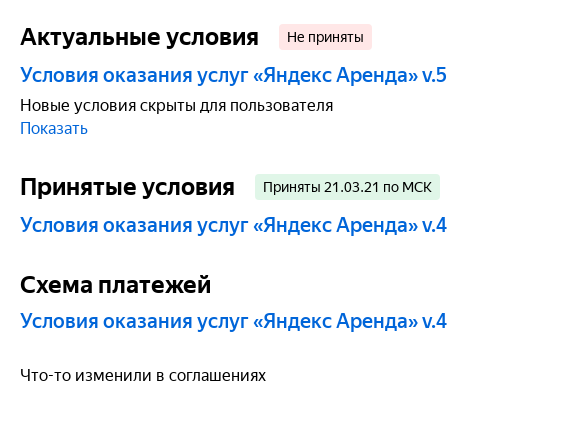 Актуальные условия Не приняты
Условия оказания услуг «Яндекс Аренда» v.5
Новые условия скрыты для пользователя
Показать
Принятые условия Приняты 21.03.21 по МСК
Условия оказания услуг «Яндекс Аренда» v.4
Схема платежей
Условия оказания услуг «Яндекс Аренда» v.4
Что-то изменили в соглашениях